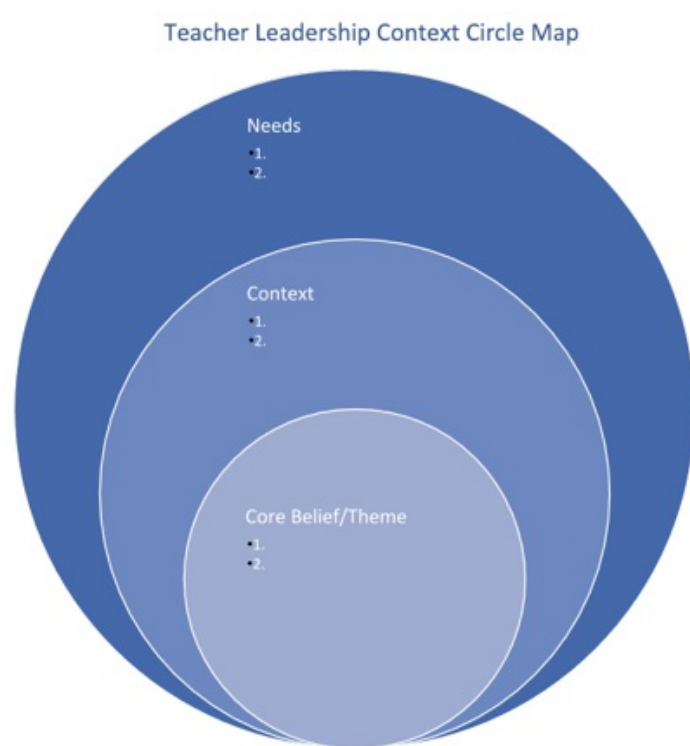 Teacher Leadership Context Circle Map
Needs
•1.
•2.
Context
•1.
•2.
Core Belief/Theme
•1.
•2.